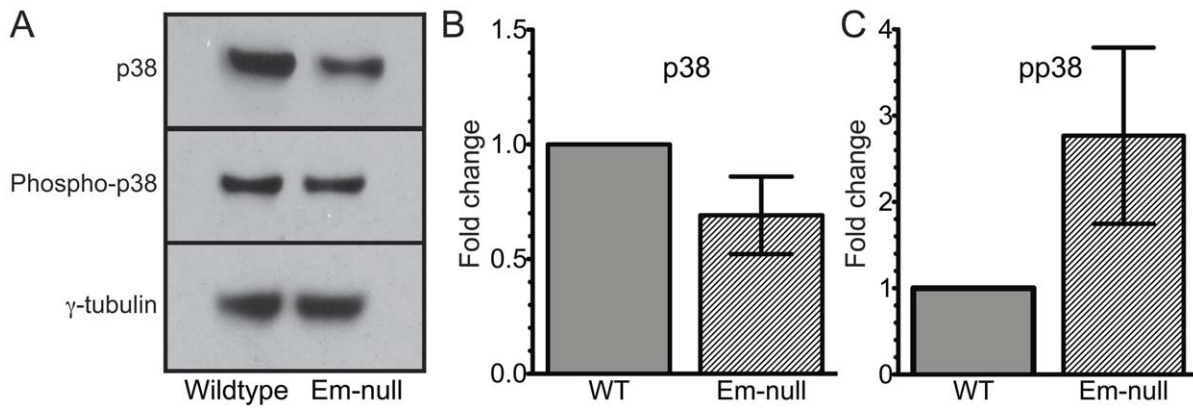 A
p38
Phospho-p38
γ-tubulin
Wildtype Em-null
B
p38
Fold change
1.5
1.0
0.5
0.0
WT Em-null
C
pp38
Fold change
4
3
2
4
1
0
WT Em-null